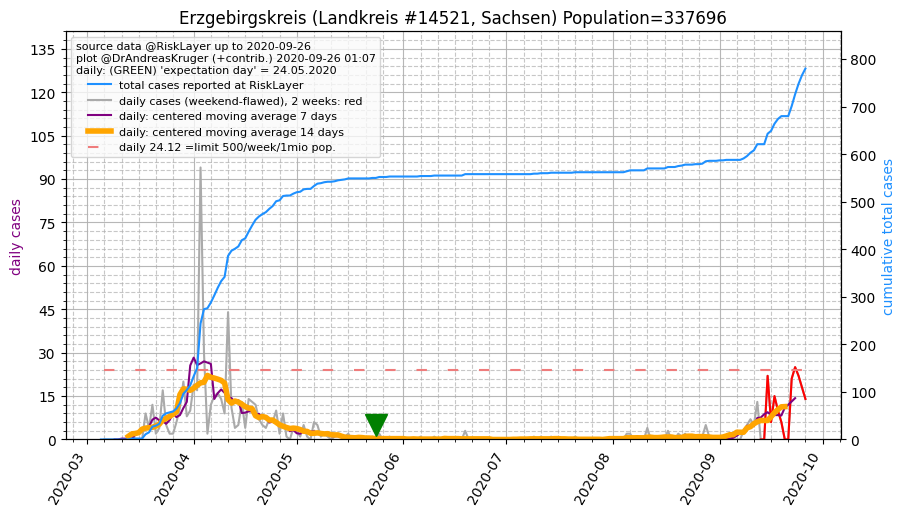 Erzgebirgskreis (Landkreis #14521, Sachsen) Population=337696
source data @RiskLayer up to 2020-09-26
plot @DrAndreasKruger (+contrib.) 2020-09-26 01:07
daily: (GREEN) 'expectation day' = 24.05.2020
total cases reported at RiskLayer
daily cases (weekend-flawed), 2 weeks: red
daily: centered moving average 7 days
daily: centered moving average 14 days
daily 24.12 =limit 500/week/1mio pop.
daily cases
135
120
105
90
75
60
45
30
15
0
cumulative total cases
800
700
600
500
400
300
200
100
0
2020-03
2020-04
2020-05
2020-06
2020-07
2020-08
2020-09
2020-10